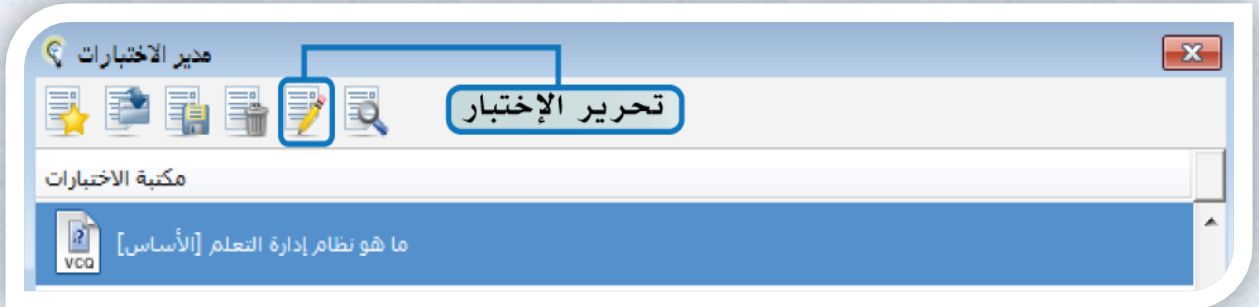 مدير الاختبارات
تحرير الإختبار
مكتبة الاختبارات
ما هو نظام إدارة التعلم [الأساس]
VCQ